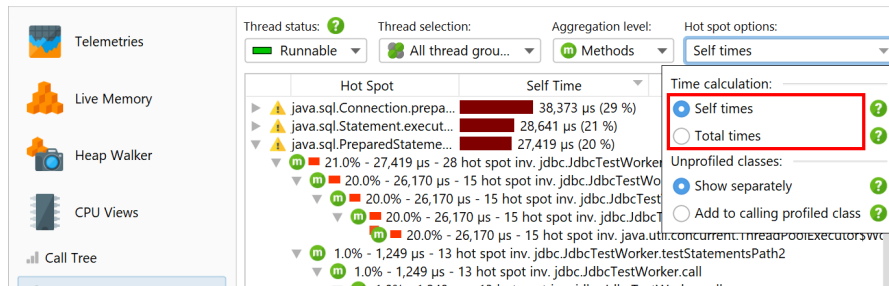 Thread status: ?
Thread selection:
Aggregation level:
Hot spot options:
Runnable
All thread grou...
m Methods
Self times
Telemetries
Live Memory
Heap Walker
CPU Views
Call Tree
Hot Spot
Self Time
java.sql.Connection.prepa... 38,373 µs (29 %)
java.sql.Statement.execut... 28,641 µs (21 %)
java.sql.PreparedStateme... 27,419 µs (20 %)
m 21.0% - 27,419 µs - 28 hot spot inv. jdbc.JdbcTestWorker
m 20.0% - 26,170 µs - 15 hot spot inv. jdbc.JdbcTestWo
m 20.0% - 26,170 µs - 15 hot spot inv. jdbc.JdbcTest
m 20.0% - 26,170 µs - 15 hot spot inv. jdbc.JdbcT
m 20.0% - 26,170 µs - 15 hot spot inv. java.util.concurrent.ThreadPoolExecutor$Wo
m 1.0% - 1,249 µs - 13 hot spot inv. jdbc.JdbcTestWorker.testStatementsPath2
m 1.0% - 1,249 µs - 13 hot spot inv. jdbc.JdbcTestWorker.call
Time calculation:
Self times ?
Total times ?
Unprofiled classes:
Show separately ?
Add to calling profiled class ?